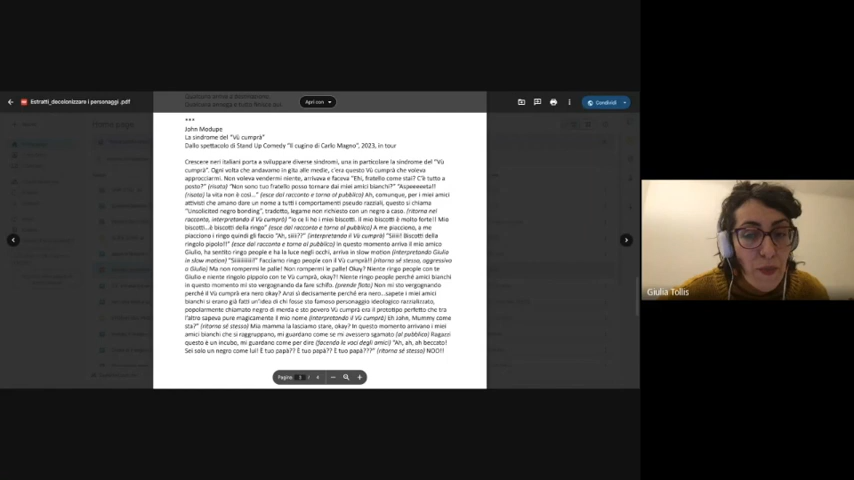 Estratti_decolonizzare i personaggi .pdf
Apri con
Condividi
***
John Modupe
La sindrome del "Vù cumprà"
Dallo spettacolo di Stand Up Comedy "Il cugino di Carlo Magno", 2023, in tour
Crescere neri italiani porta a sviluppare diverse sindromi, una in particolare la sindrome del "Vù
cumprà". Ogni volta che andavamo in gita alle medie, c'era questo Vù cumprà che voleva
approcciarmi. Non voleva vendermi niente, arrivava e faceva "Ehi, fratello come stai? C'il tutto a
posto?" (risata) "Non sono tuo fratello posso tornare dai miei amici bianchi?" "Aspeeeeetta!!
(risata) la vita non è così…" (esce dal racconto e torna al pubblico) Ah, comunque, per i miei amici
attivisti che amano dare un nome a tutti i comportamenti pseudo razziali, questo si chiama
"Unsolicited negro bonding", tradotto, legame non richiesto con un negro a caso. (ritorna nel
racconto, interpretando il Vù cumprà) "Io ce li ho i miei biscotti. Il mio biscotti è molto forte!! Mio
biscotti…è biscotti della ringo" (esce dal racconto e torna al pubblico) A me piacciono, a me
piacciono i ringo quindi gli faccio "Ah, siiii??" (interpretando il Vù cumprà) "Siiiii! Biscotti della
ringolo pipolo!!" (esce dal racconto e torna al pubblico) in questo momento arriva il mio amico
Giulio, ha sentito ringo people e ha la luce negli occhi, arriva in slow motion (interpretando Giulio
in slow motion) "Siiiiiiiiiii!" Facciamo ringo people con il Vù cumprà!! (ritorna sé stesso, oppressivo
o Giulio) Ma non rompermi le palle! Non rompermi le palle! Okay? Niente ringo people con te
Giulio e niente ringolo pippolo con te Vù cumprà, okay?! Niente ringo people perché amici bianchi
in questo momento mi sto vergognando da fare schifo. (prende fiato) Non mi sto vergognando
perché il Vù cumprà era nero okay? Anzi sì decisamente perché era nero…sapete i miei amici
bianchi si erano già fatti un'idea di chi fosse sto famoso personaggio ideologico razzializzato,
popolarmente chiamato negro di merda e sto povero Vù cumprà era il prototipo perfetto che tra
l'altro sapeva pure magicamente il mio nome (interpretando il Vù cumprà) Eh John, Mummy come
sta?" (ritorna sé stesso) Mia mamma la lasciamo stare, okay? In questo momento arrivano i miei
amici bianchi che si raggruppano, mi guardano come se mi avessero sgamato (al pubblico) Ragazzi
questo è un incubo, mi guardano come per dire (facendo le voci degli amici) "Ah, ah, ah beccato!
Sei solo un negro come lui! È tuo papà?? È tuo papà?? È tuo papà???" (ritorna sé stesso) NOO!!
Pagina
Giulia Tollis